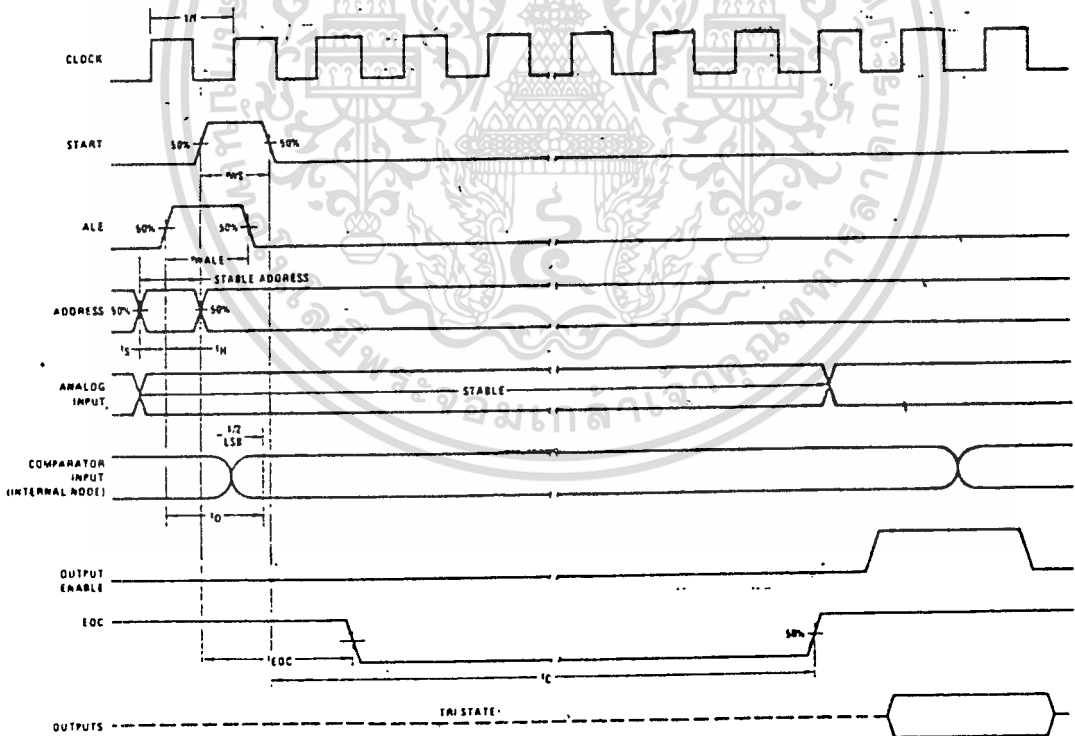 1/f
CLOCK
START 50% 50%
tWS
ALE 50% 50%
tWALE
STABLE ADDRESS
ADDRESS 50% 50%
tS tH
ANALOG STABLE
INPUT
1/2
LSB
COMPARATOR
INPUT
(INTERNAL NODE)
tD
OUTPUT
ENABLE
EOC 50%
tEOC
tC
TRI STATE
OUTPUTS